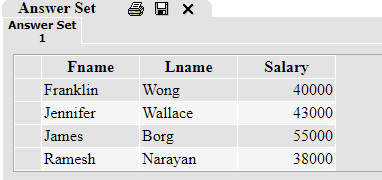 Answer Set
Answer Set
1
Fname Lname Salary
Franklin Wong 40000
Jennifer Wallace 43000
James Borg 55000
Ramesh Narayan 38000